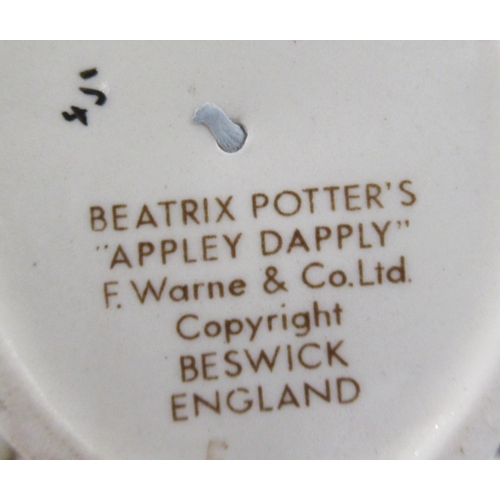 BEATRIX POTTER'S
"APPLEY DAPPLY"
F. Warne & Co. Ltd.
Copyright
BESWICK
ENGLAND